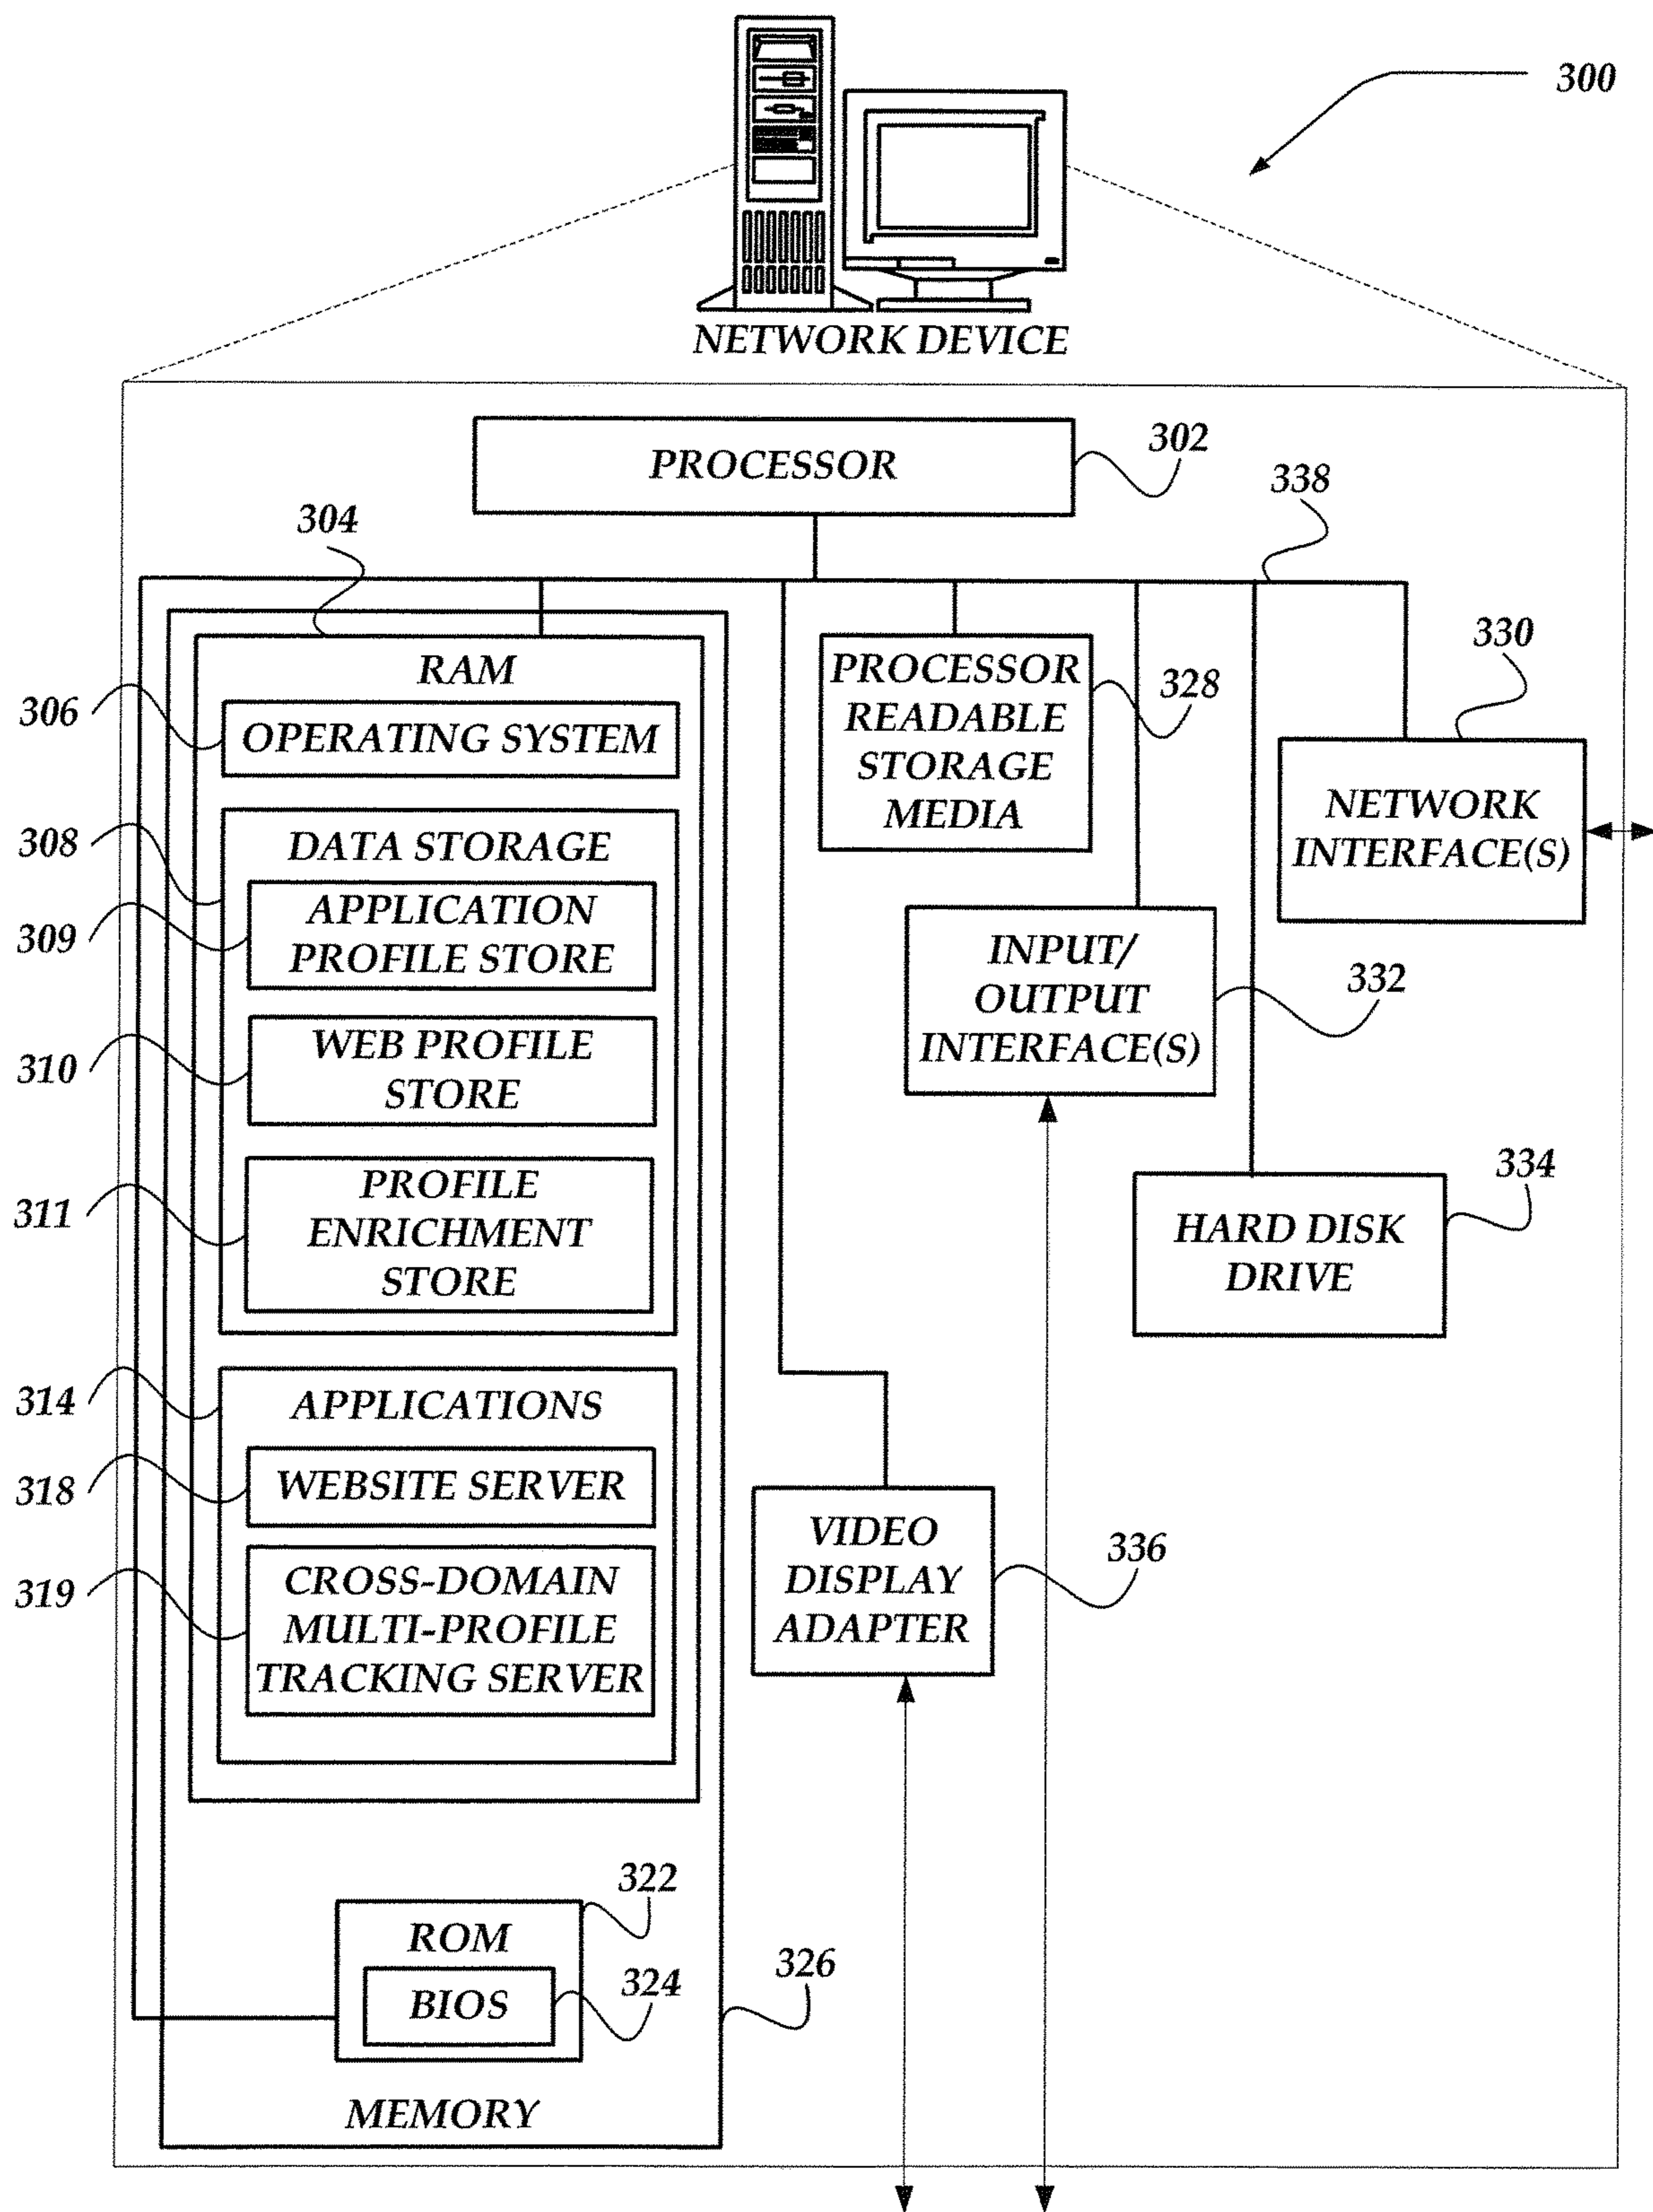 300
NETWORK DEVICE
PROCESSOR
302
338
304
RAM
306
OPERATING SYSTEM
308
DATA STORAGE
309
APPLICATION
PROFILE STORE
310
WEB PROFILE
STORE
311
PROFILE
ENRICHMENT
STORE
314
APPLICATIONS
318
WEBSITE SERVER
319
CROSS-DOMAIN
MULTI-PROFILE
TRACKING SERVER
322
ROM
324
BIOS
326
MEMORY
PROCESSOR
READABLE
STORAGE
MEDIA
328
330
NETWORK
INTERFACE(S)
INPUT/
OUTPUT
INTERFACE(S)
332
334
HARD DISK
DRIVE
VIDEO
DISPLAY
ADAPTER
336